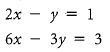 2x - y = 1
6x - 3y = 3